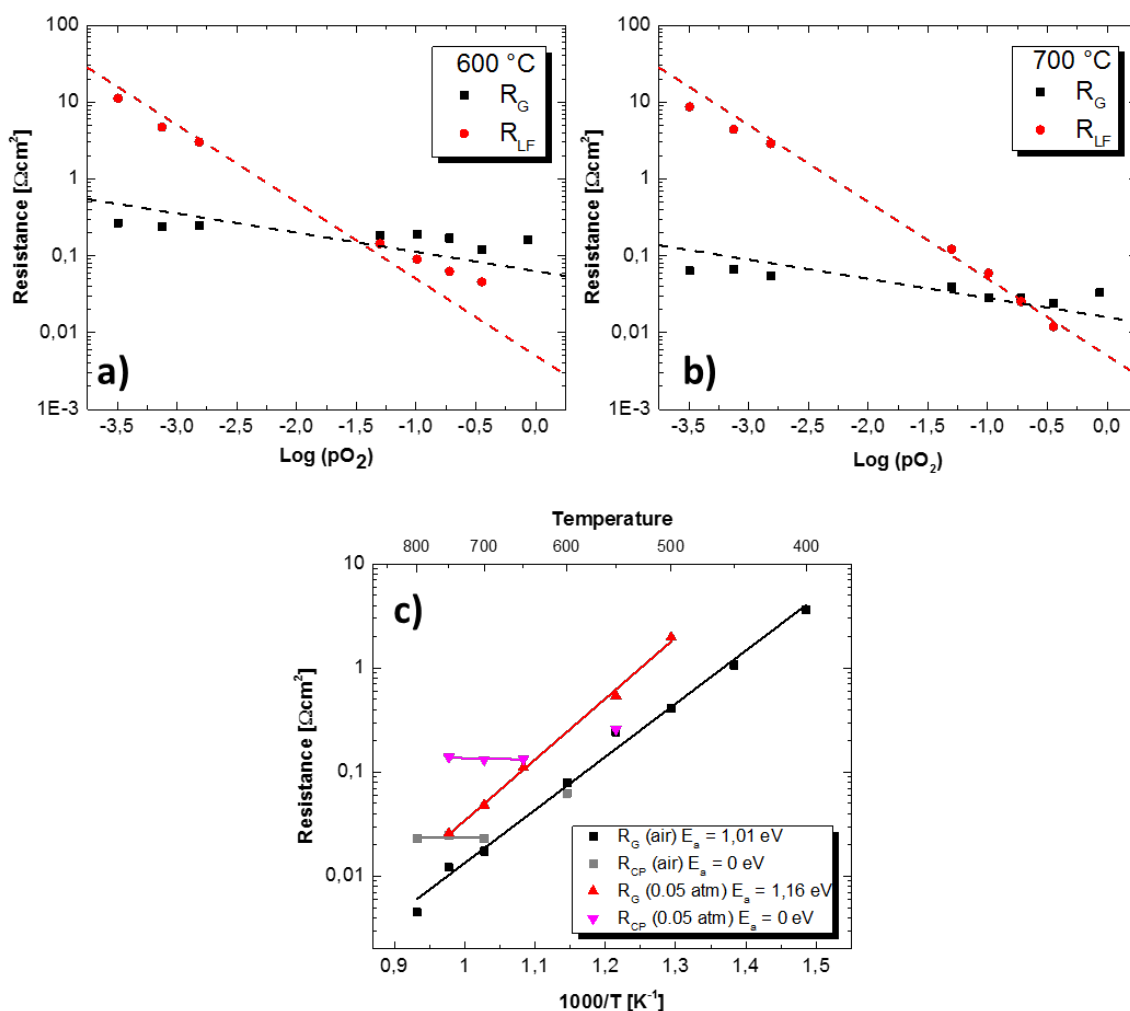 100
10
1
0,1
0,01
1E-3
Resistance [Ωcm²]
600 °C
R_G
R_LF
a)
-3,5 -3,0 -2,5 -2,0 -1,5 -1,0 -0,5 0,0
Log (pO₂)
100
10
1
0,1
0,01
1E-3
Resistance [Ωcm²]
700 °C
R_G
R_LF
b)
-3,5 -3,0 -2,5 -2,0 -1,5 -1,0 -0,5 0,0
Log (pO₂)
Temperature
800 700 600 500 400
10
1
0,1
0,01
Resistance [Ωcm²]
c)
R_G (air) E_a = 1,01 eV
R_CP (air) E_a = 0 eV
R_G (0.05 atm) E_a = 1,16 eV
R_CP (0.05 atm) E_a = 0 eV
0,9 1 1,1 1,2 1,3 1,4 1,5
1000/T [K⁻¹]